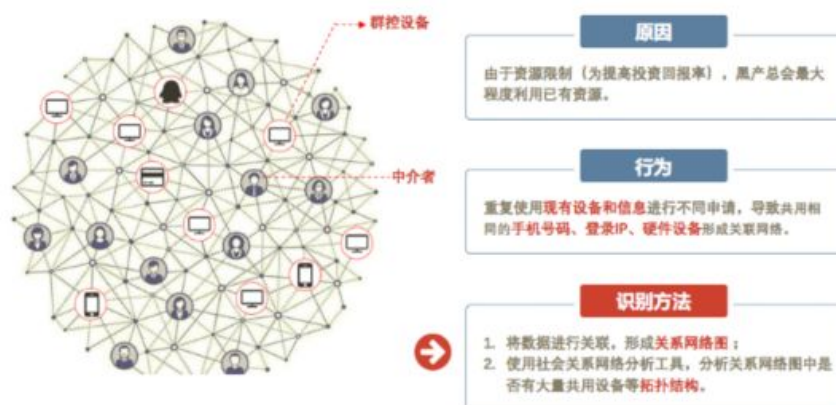 群控设备
中介者
原因
由于资源限制（为提高投资回报率），黑产总会最大
程度利用已有资源。
行为
重复使用现有设备和信息进行不同申请，导致共用相
同的手机号码、登录IP、硬件设备形成关联网络。
识别方法
1. 将数据进行关联，形成关系网络图；
2. 使用社会关系网络分析工具，分析关系网络图中是
否有大量共用设备等拓扑结构。